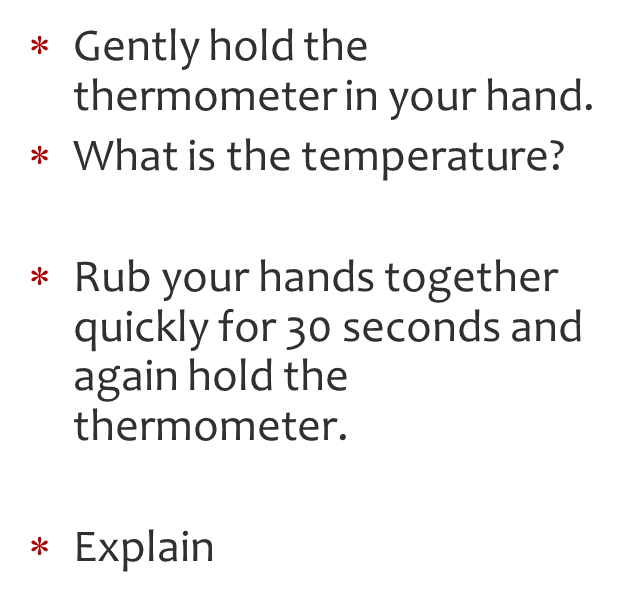 * Gently hold the
thermometer in your hand.
* What is the temperature?
* Rub your hands together
quickly for 30 seconds and
again hold the
thermometer.
* Explain